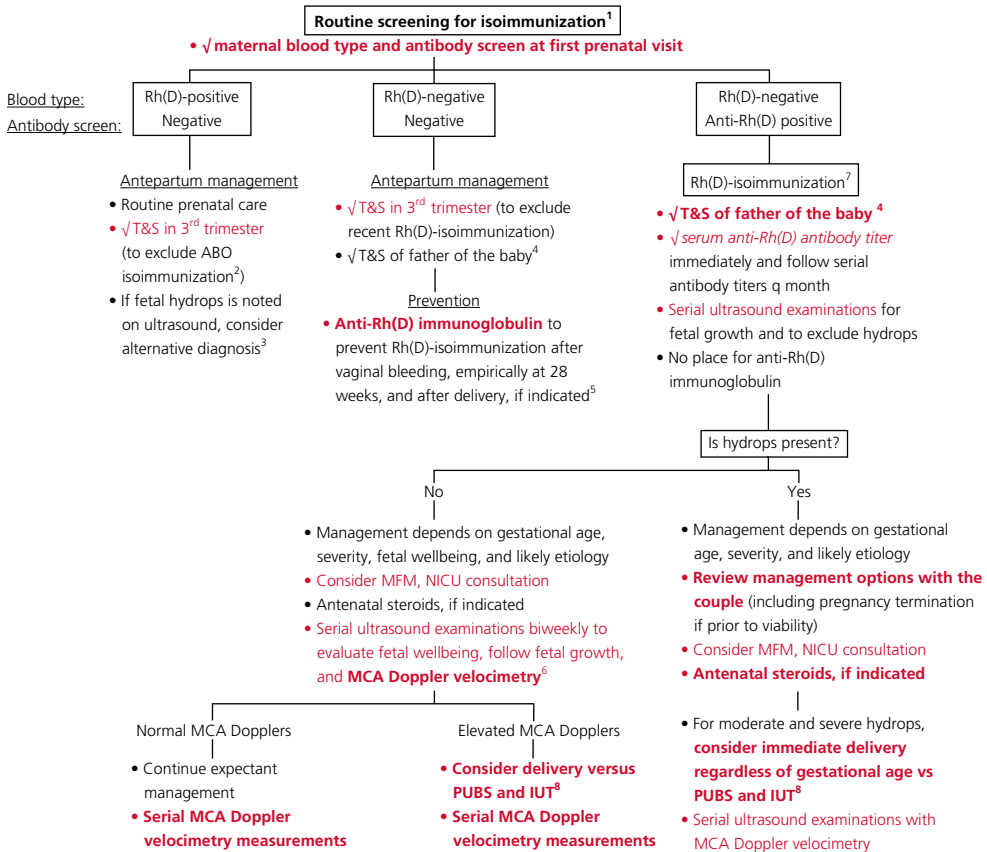 Routine screening for isoimmunization¹
• √ maternal blood type and antibody screen at first prenatal visit
Blood type:
Antibody screen:
Rh(D)-positive
Negative
Rh(D)-negative
Negative
Rh(D)-negative
Anti-Rh(D) positive
Antepartum management
• Routine prenatal care
• √T&S in 3rd trimester
(to exclude ABO
isoimmunization²)
• If fetal hydrops is noted
on ultrasound, consider
alternative diagnosis³
Antepartum management
• √T&S in 3rd trimester (to exclude
recent Rh(D)-isoimmunization)
• √T&S of father of the baby⁴
Prevention
• Anti-Rh(D) immunoglobulin to
prevent Rh(D)-isoimmunization after
vaginal bleeding, empirically at 28
weeks, and after delivery, if indicated⁵
Rh(D)-isoimmunization⁷
• √T&S of father of the baby ⁴
• √serum anti-Rh(D) antibody titer
immediately and follow serial
antibody titers q month
• Serial ultrasound examinations for
fetal growth and to exclude hydrops
• No place for anti-Rh(D)
immunoglobulin
Is hydrops present?
No
• Management depends on gestational age,
severity, fetal wellbeing, and likely etiology
• Consider MFM, NICU consultation
• Antenatal steroids, if indicated
• Serial ultrasound examinations biweekly to
evaluate fetal wellbeing, follow fetal growth,
and MCA Doppler velocimetry⁶
Yes
• Management depends on gestational
age, severity, and likely etiology
• Review management options with the
couple (including pregnancy termination
if prior to viability)
• Consider MFM, NICU consultation
• Antenatal steroids, if indicated
Normal MCA Dopplers
• Continue expectant
management
• Serial MCA Doppler
velocimetry measurements
Elevated MCA Dopplers
• Consider delivery versus
PUBS and IUT⁸
• Serial MCA Doppler
velocimetry measurements
• For moderate and severe hydrops,
consider immediate delivery
regardless of gestational age vs
PUBS and IUT⁸
• Serial ultrasound examinations with
MCA Doppler velocimetry